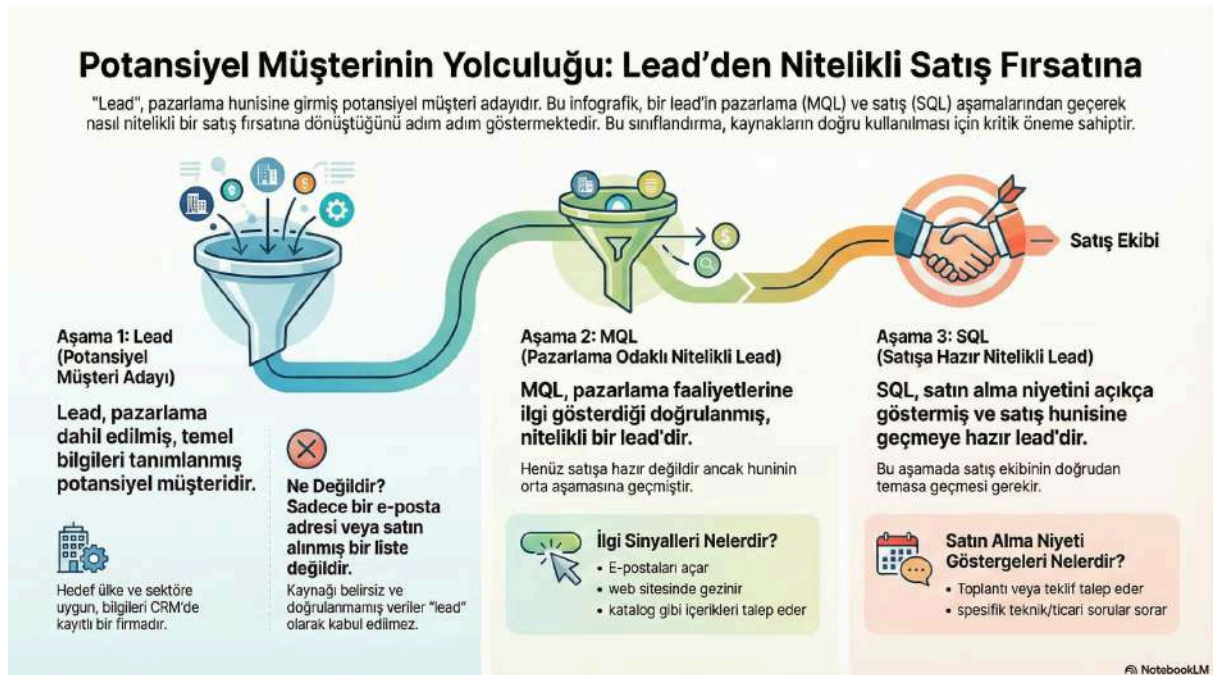 Potansiyel Müşterinin Yolculuğu: Lead'den Nitelikli Satış Fırsatına
"Lead", pazarlama hunisine girmiş potansiyel müşteri adayıdır. Bu infografik, bir lead'in pazarlama (MQL) ve satış (SQL) aşamalarından geçerek
nasıl nitelikli bir satış fırsatına dönüştüğünü adım adım göstermektedir. Bu sınıflandırma, kaynakların doğru kullanılması için kritik öneme sahiptir.
Satış Ekibi
Aşama 1: Lead
(Potansiyel
Müşteri Adayı)
Lead, pazarlama
dahil edilmiş, temel
bilgileri tanımlanmış
potansiyel müşteridir.
Hedef ülke ve sektöre
uygun, bilgileri CRM'de
kayıtlı bir firmadır.
Ne Değildir?
Sadece bir e-posta
adresi veya satın
alınmış bir liste
değildir.
Kaynağı belirsiz ve
doğrulanmamış veriler "lead"
olarak kabul edilmez.
Aşama 2: MQL
(Pazarlama Odaklı Nitelikli Lead)
MQL, pazarlama faaliyetlerine
ilgi gösterdiği doğrulanmış,
nitelikli bir lead'dir.
Henüz satışa hazır değildir ancak huninin
orta aşamasına geçmiştir.
İlgi Sinyalleri Nelerdir?
• E-postaları açar
• web sitesinde gezinir
• katalog gibi içerikleri talep eder
Aşama 3: SQL
(Satışa Hazır Nitelikli Lead)
SQL, satın alma niyetini açıkça
göstermiş ve satış hunisine
geçmeye hazır lead'dir.
Bu aşamada satış ekibinin doğrudan
temasa geçmesi gerekir.
Satın Alma Niyeti
Göstergeleri Nelerdir?
• Toplantı veya teklif talep eder
• spesifik teknik/ticari sorular sorar
NotebookLM